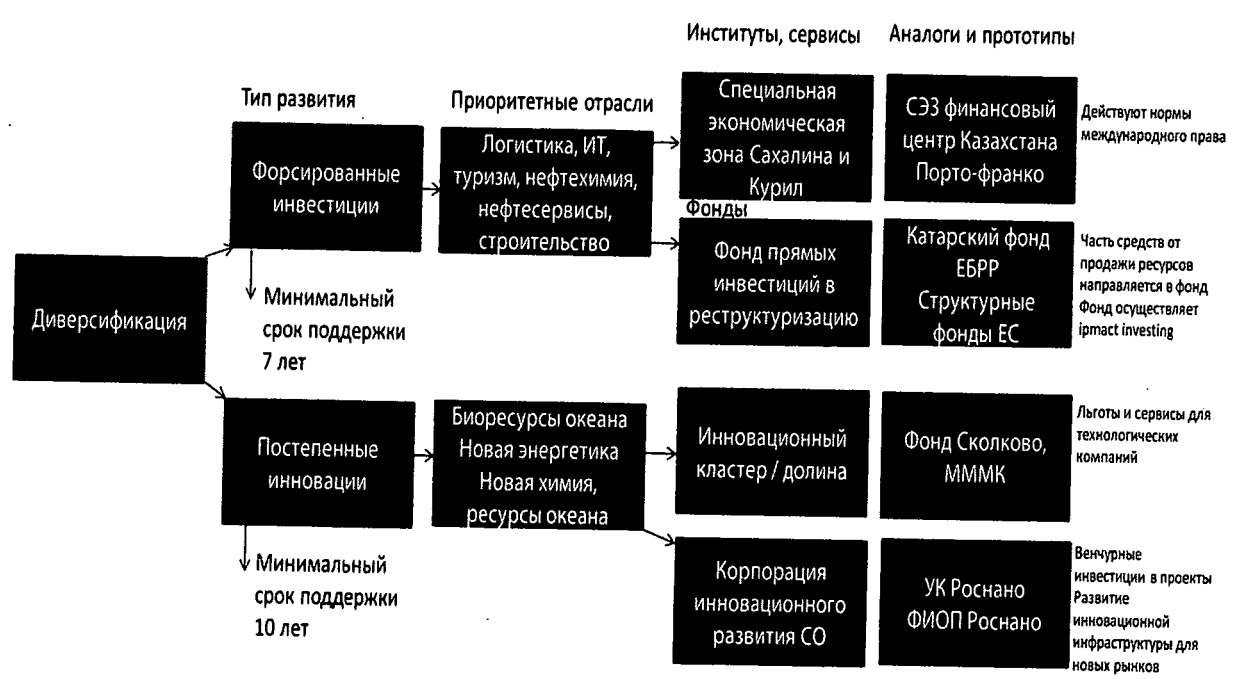 Институты, сервисы
Аналоги и прототипы
Тип развития
Приоритетные отрасли
Диверсификация
Форсированные
инвестиции
Минимальный
срок поддержки
7 лет
Логистика, ИТ,
туризм, нефтехимия,
нефтесервисы,
строительство
Специальная
экономическая
зона Сахалина и
Курил
СЭЗ финансовый
центр Казахстана
Порто-франко
Действуют нормы
международного права
Фонды
Фонд прямых
инвестиций в
реструктуризацию
Катарский фонд
ЕБРР
Структурные
фонды ЕС
Часть средств от
продажи ресурсов
направляется в фонд
Фонд осуществляет
ipmact investing
Постепенные
инновации
Минимальный
срок поддержки
10 лет
Биоресурсы океана
Новая энергетика
Новая химия,
ресурсы океана
Инновационный
кластер / долина
Фонд Сколково,
МММК
Льготы и сервисы для
технологических
компаний
Корпорация
инновационного
развития СО
УК Роснано
ФИОП Роснано
Венчурные
инвестиции в проекты
Развитие
инновационной
инфраструктуры для
новых рынков